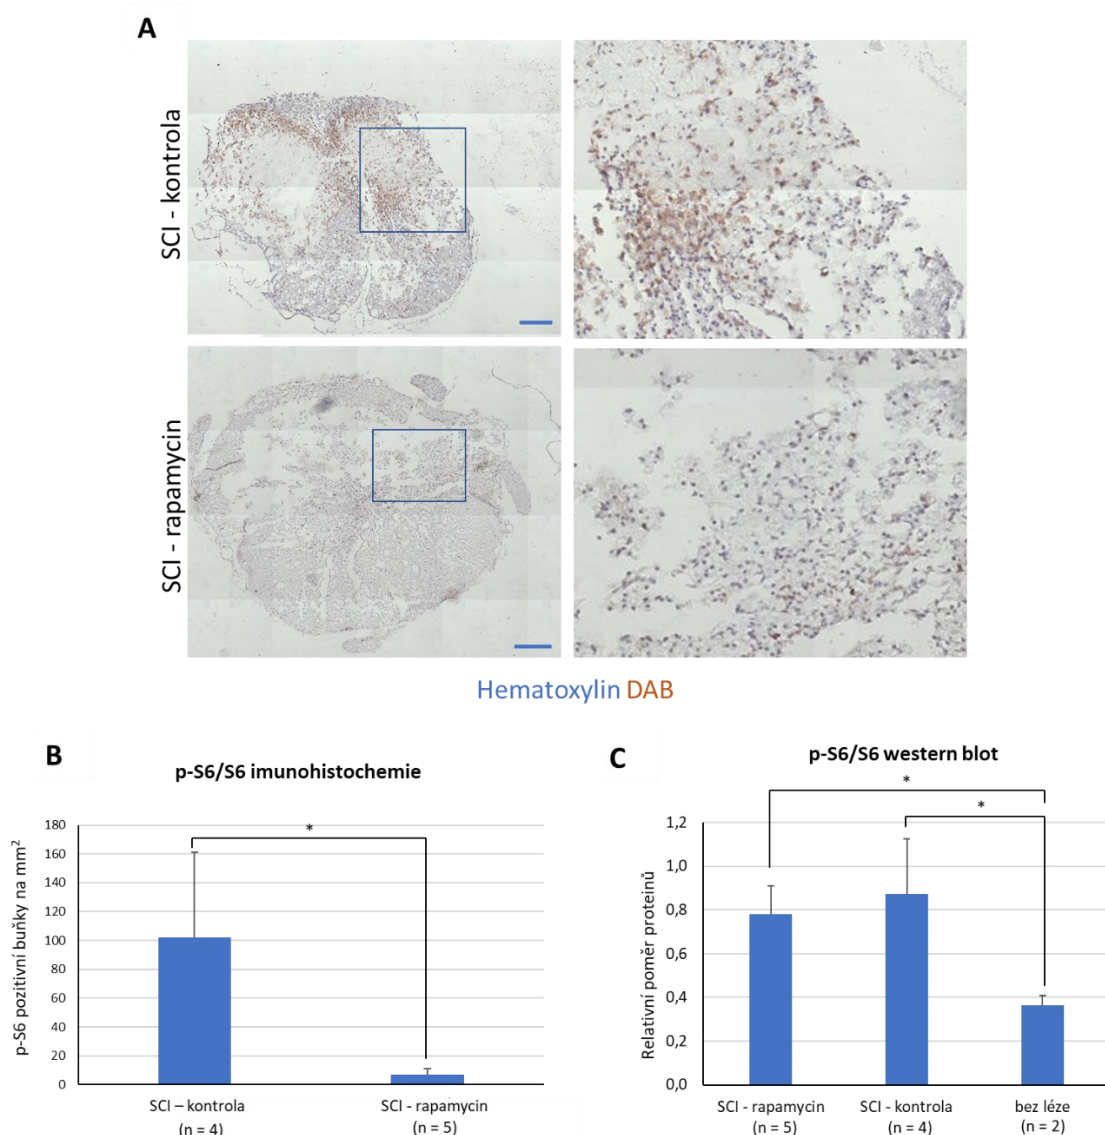 A
SCI - kontrola
SCI - rapamycin
Hematoxylin DAB
B
p-S6/S6 imunohistochemie
p-S6 pozitivní buňky na mm²
180
160
140
120
100
80
60
40
20
0
*
SCI – kontrola
(n = 4)
SCI - rapamycin
(n = 5)
C
p-S6/S6 western blot
*
*
Relativní poměr proteinů
1,2
1,0
0,8
0,6
0,4
0,2
0,0
SCI - rapamycin
(n = 5)
SCI - kontrola
(n = 4)
bez léze
(n = 2)